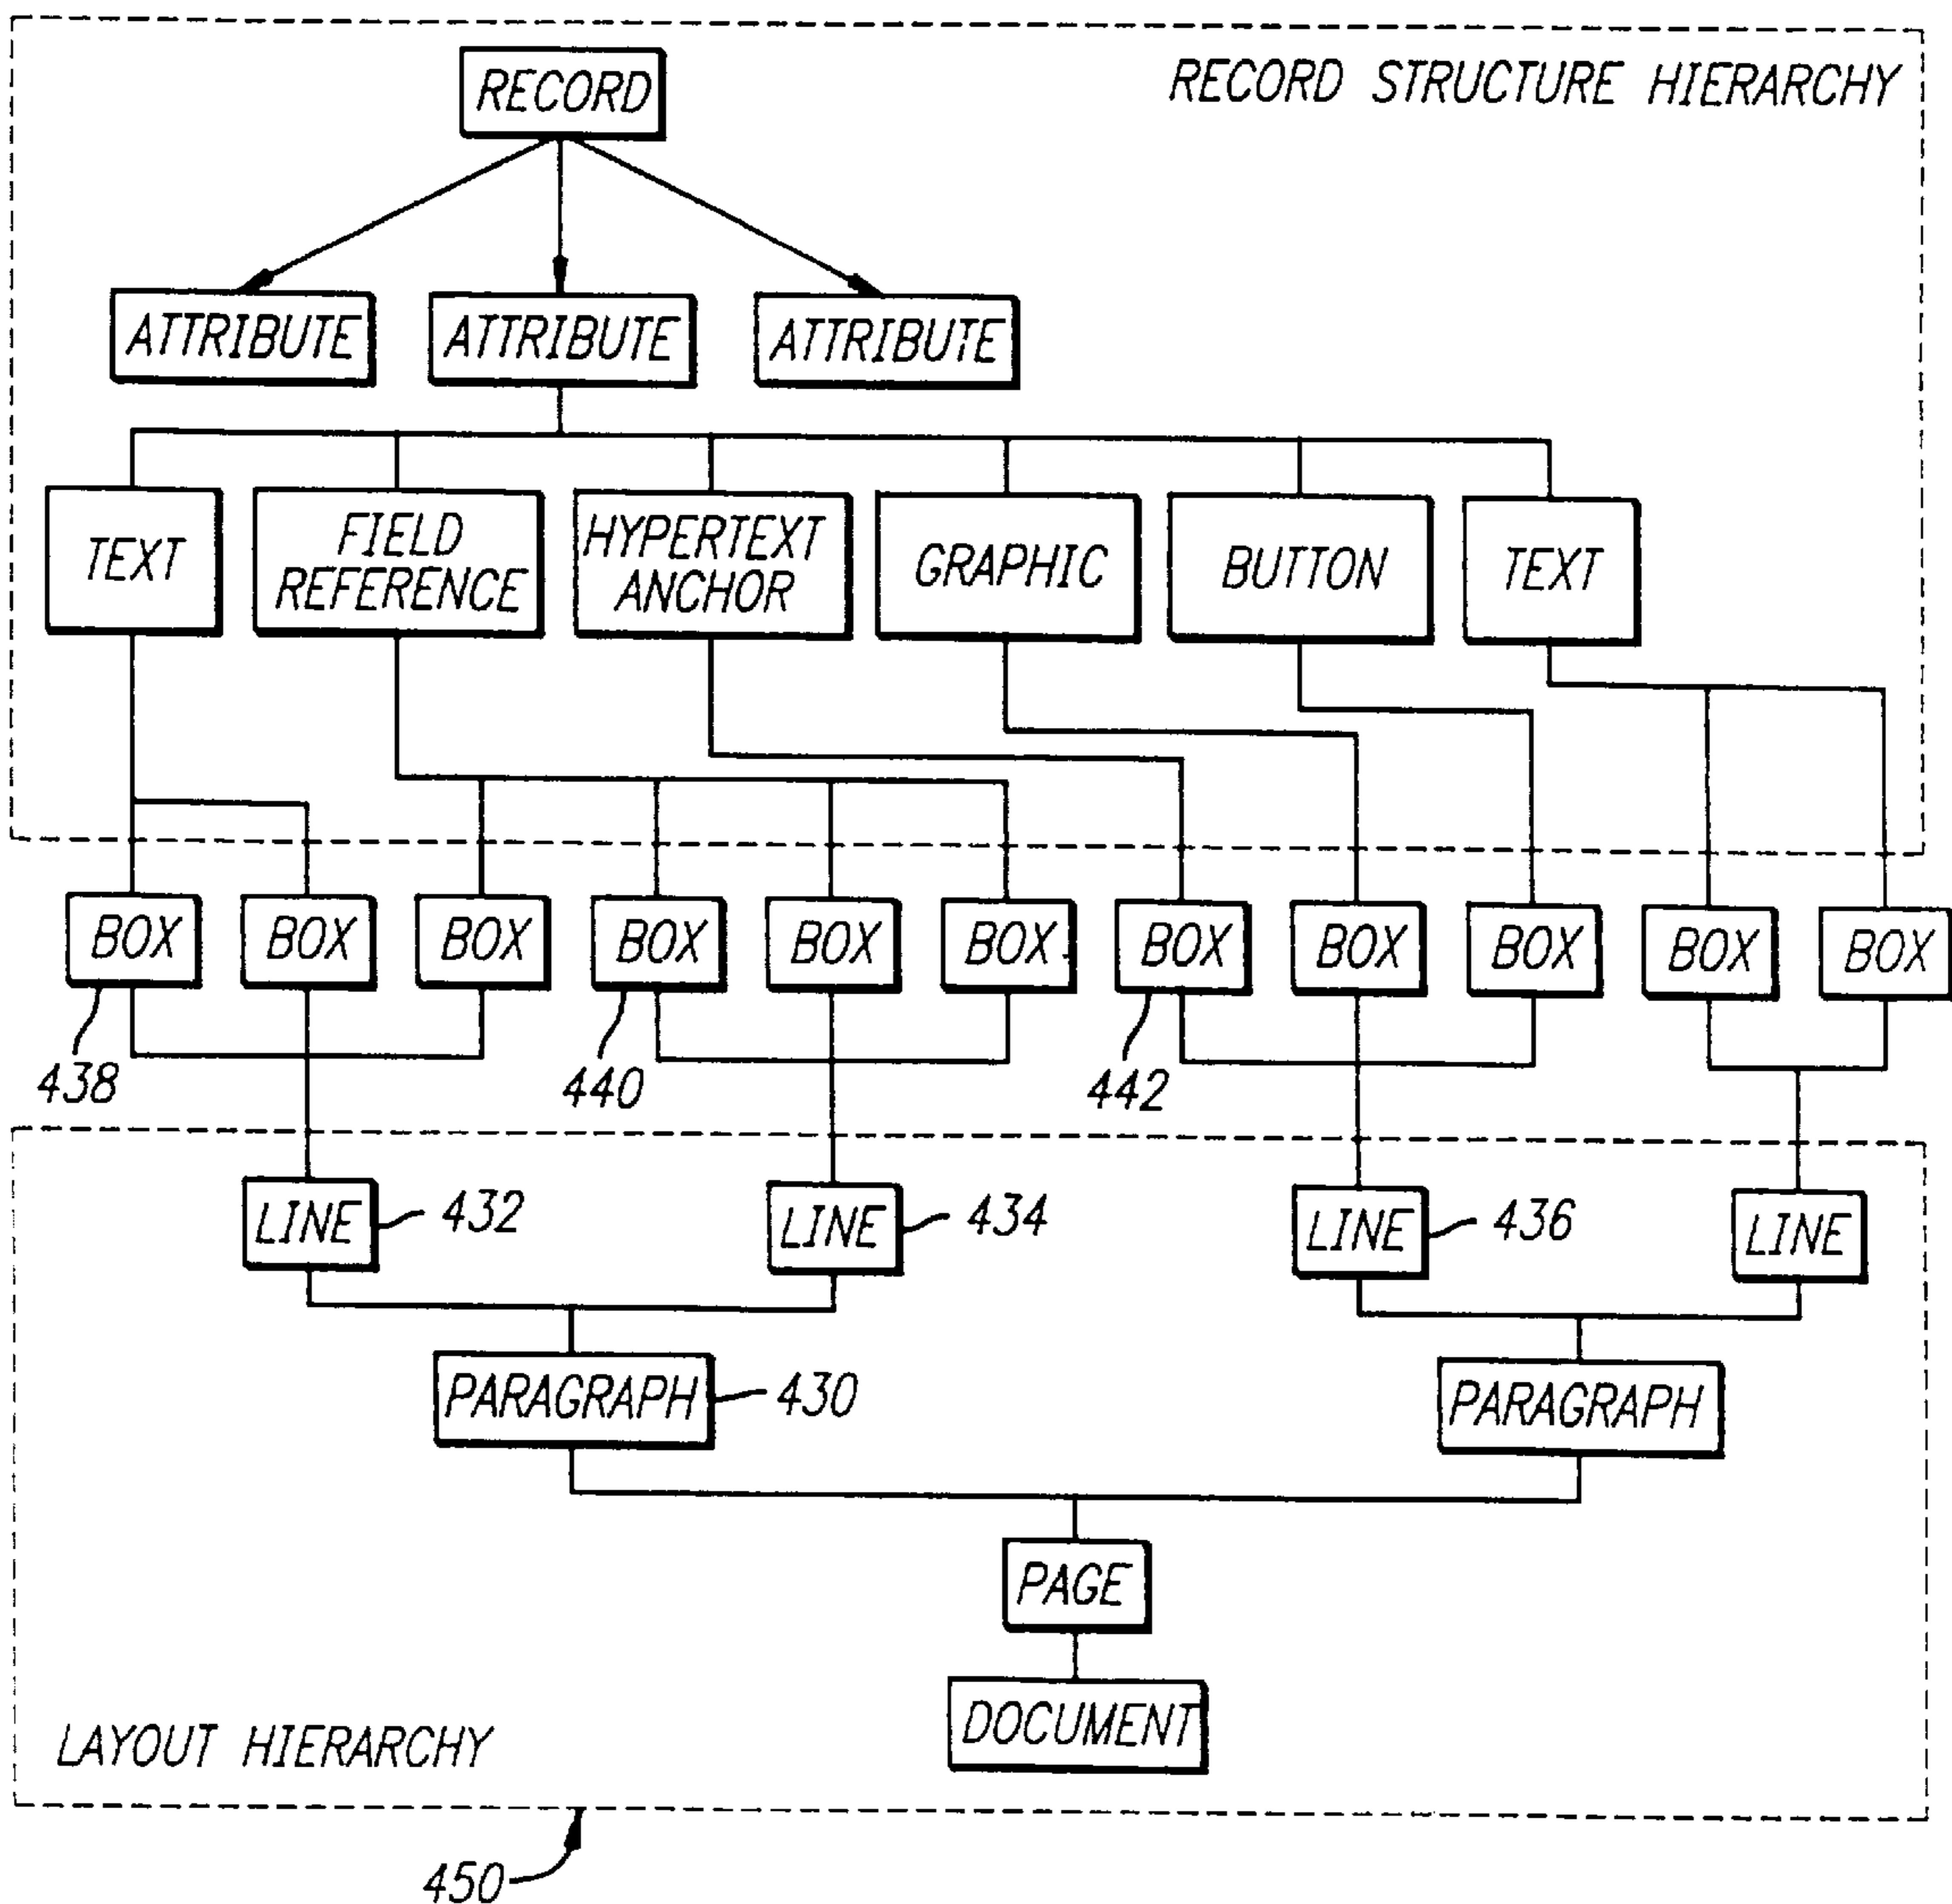 RECORD
RECORD STRUCTURE HIERARCHY
ATTRIBUTE
ATTRIBUTE
ATTRIBUTE
TEXT
FIELD
REFERENCE
HYPERTEXT
ANCHOR
GRAPHIC
BUTTON
TEXT
BOX
BOX
BOX
BOX
BOX
BOX
BOX
BOX
BOX
BOX
BOX
438
440
442
LINE
432
LINE
434
LINE
436
LINE
PARAGRAPH
430
PARAGRAPH
PAGE
DOCUMENT
LAYOUT HIERARCHY
450